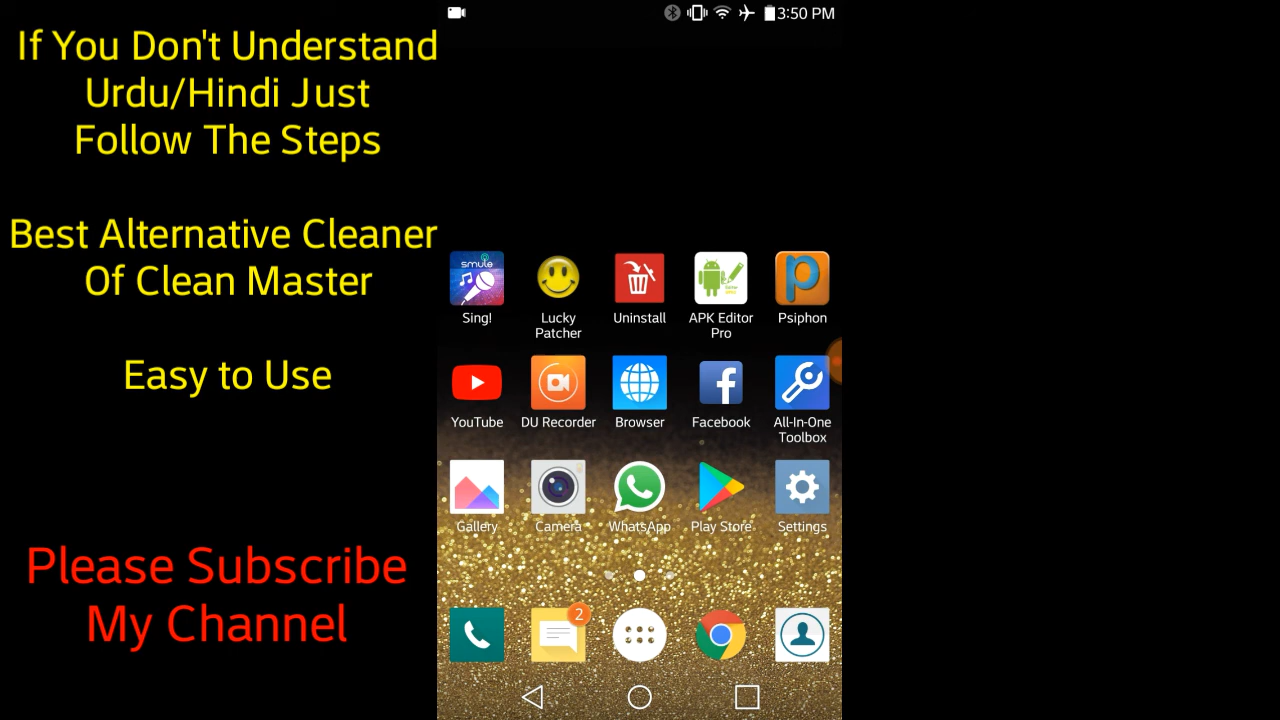 3:50 PM
If You Don't Understand
Urdu/Hindi Just
Follow The Steps
Best Alternative Cleaner
Of Clean Master
Easy to Use
Please Subscribe
My Channel
smule
Sing!
Lucky
Patcher
Uninstall
APK Editor
Pro
Psiphon
YouTube
DU Recorder
Browser
Facebook
All-In-One
Toolbox
Gallery
Camera
WhatsApp
Play Store
Settings
2